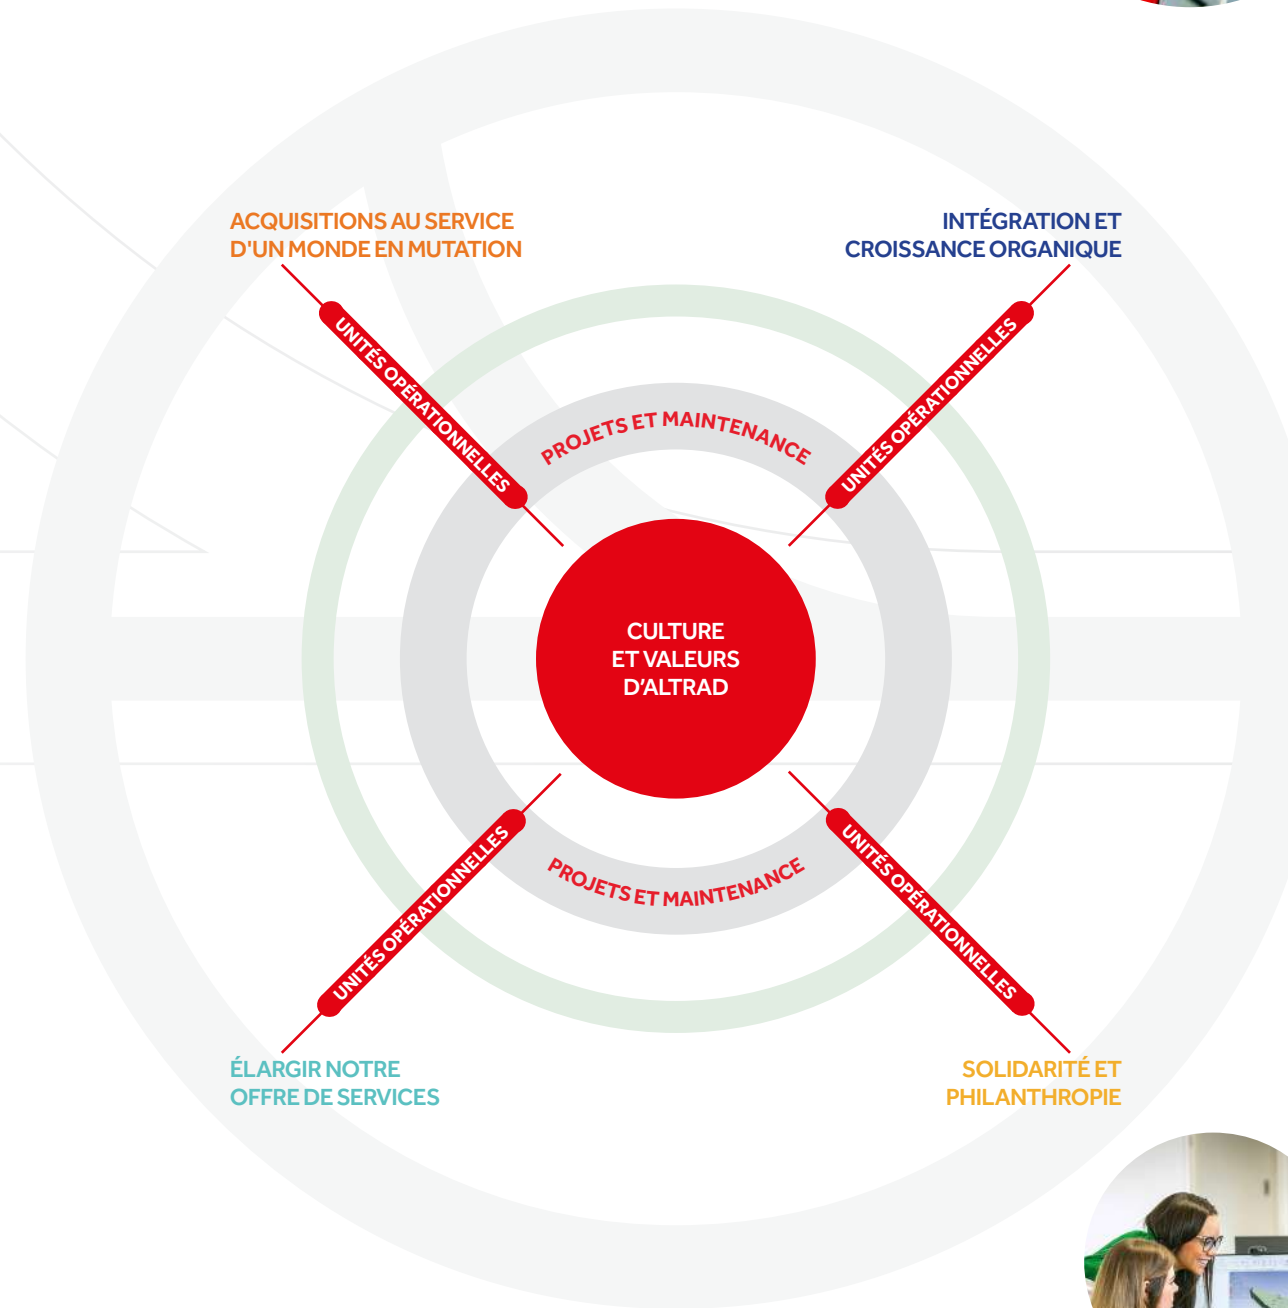 ACQUISITIONS AU SERVICE
D'UN MONDE EN MUTATION
INTÉGRATION ET
CROISSANCE ORGANIQUE
UNITÉS OPÉRATIONNELLES
UNITÉS OPÉRATIONNELLES
PROJETS ET MAINTENANCE
CULTURE
ET VALEURS
D’ALTRAD
PROJETS ET MAINTENANCE
UNITÉS OPÉRATIONNELLES
UNITÉS OPÉRATIONNELLES
ÉLARGIR NOTRE
OFFRE DE SERVICES
SOLIDARITÉ ET
PHILANTHROPIE